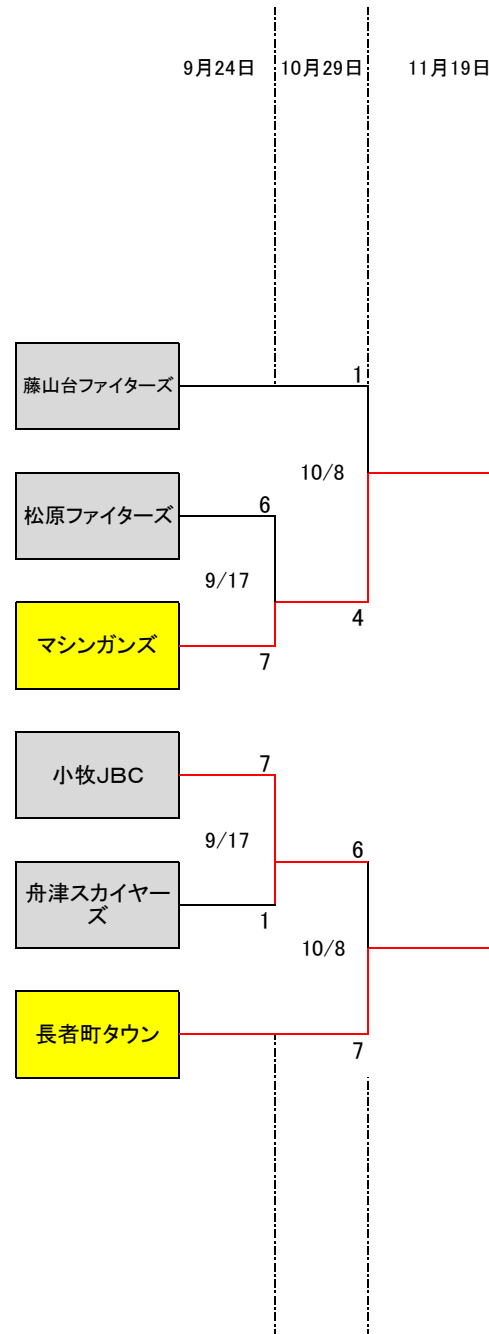 9月24日 10月29日 11月19日
1
藤山台ファイターズ
10/8
6
松原ファイターズ
9/17
4
マシンガンズ
7
7
小牧JBC
9/17
6
舟津スカイヤー
ズ
1
10/8
長者町タウン
7